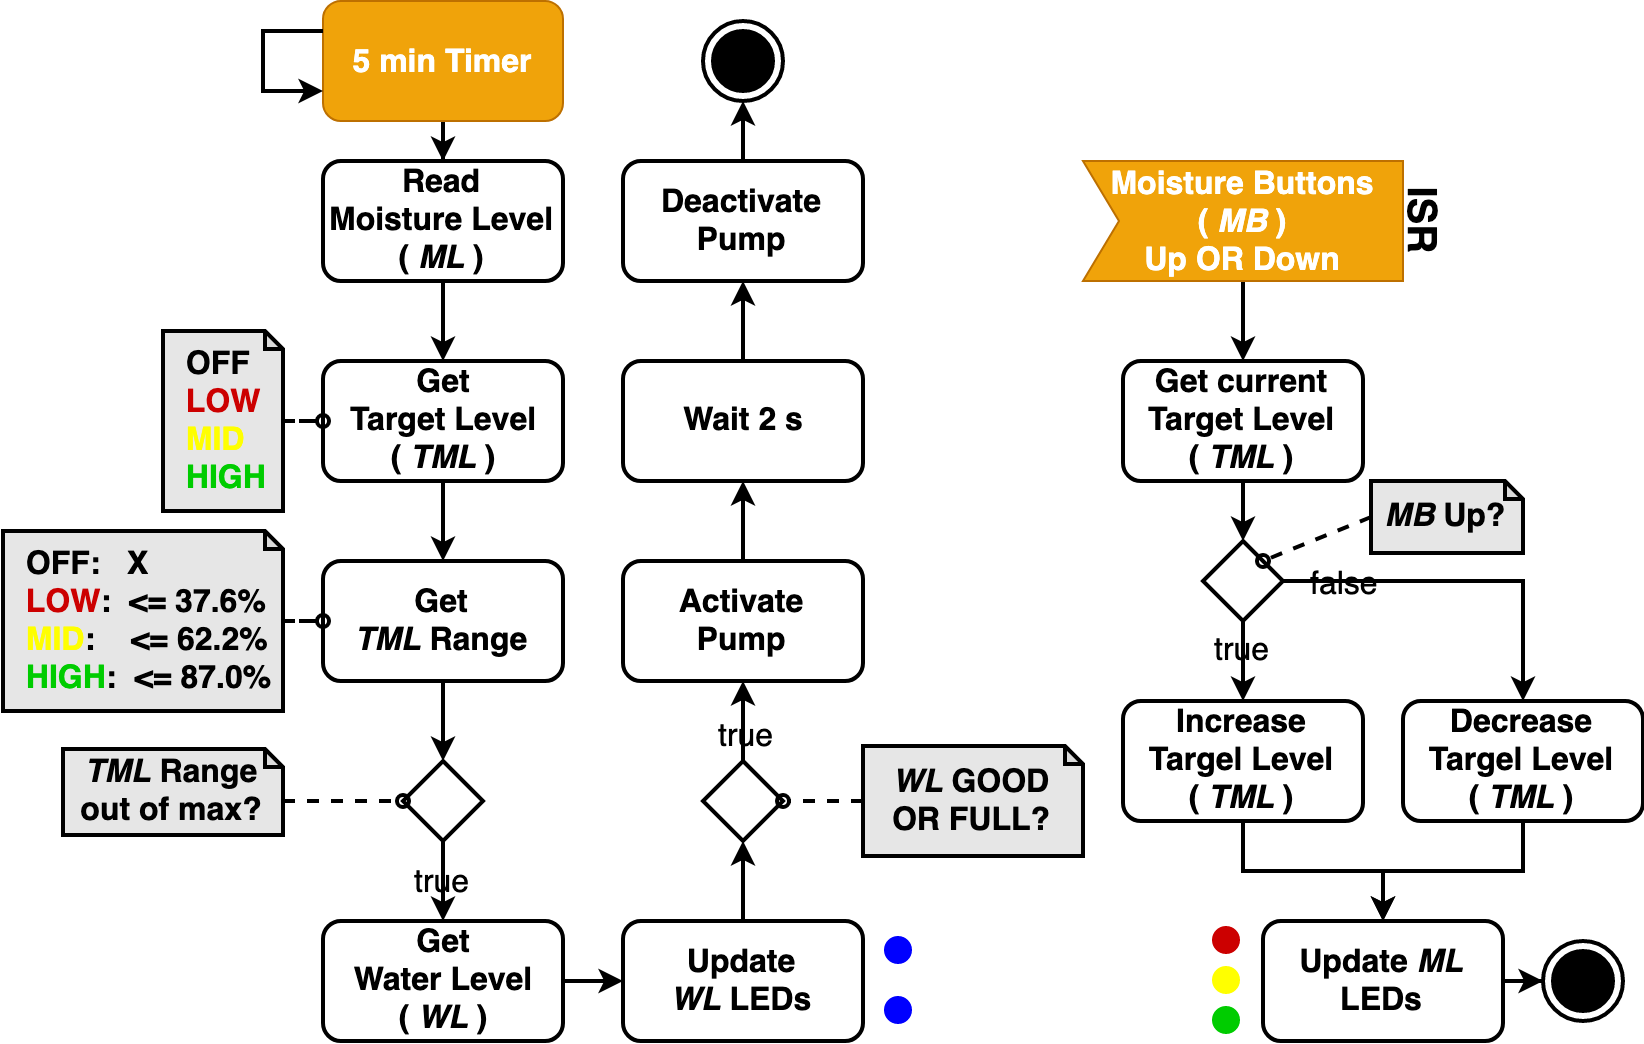 5 min Timer
Read
Moisture Level
( ML )
OFF
LOW
MID
HIGH
Get
Target Level
( TML )
OFF: X
LOW: <= 37.6%
MID: <= 62.2%
HIGH: <= 87.0%
Get
TML Range
TML Range
out of max?
true
Get
Water Level
( WL )
Update
WL LEDs
WL GOOD
OR FULL?
true
Activate
Pump
Wait 2 s
Deactivate
Pump
Moisture Buttons
( MB )
Up OR Down
ISR
Get current
Target Level
( TML )
MB Up?
false
true
Increase
Targel Level
( TML )
Decrease
Targel Level
( TML )
Update ML
LEDs